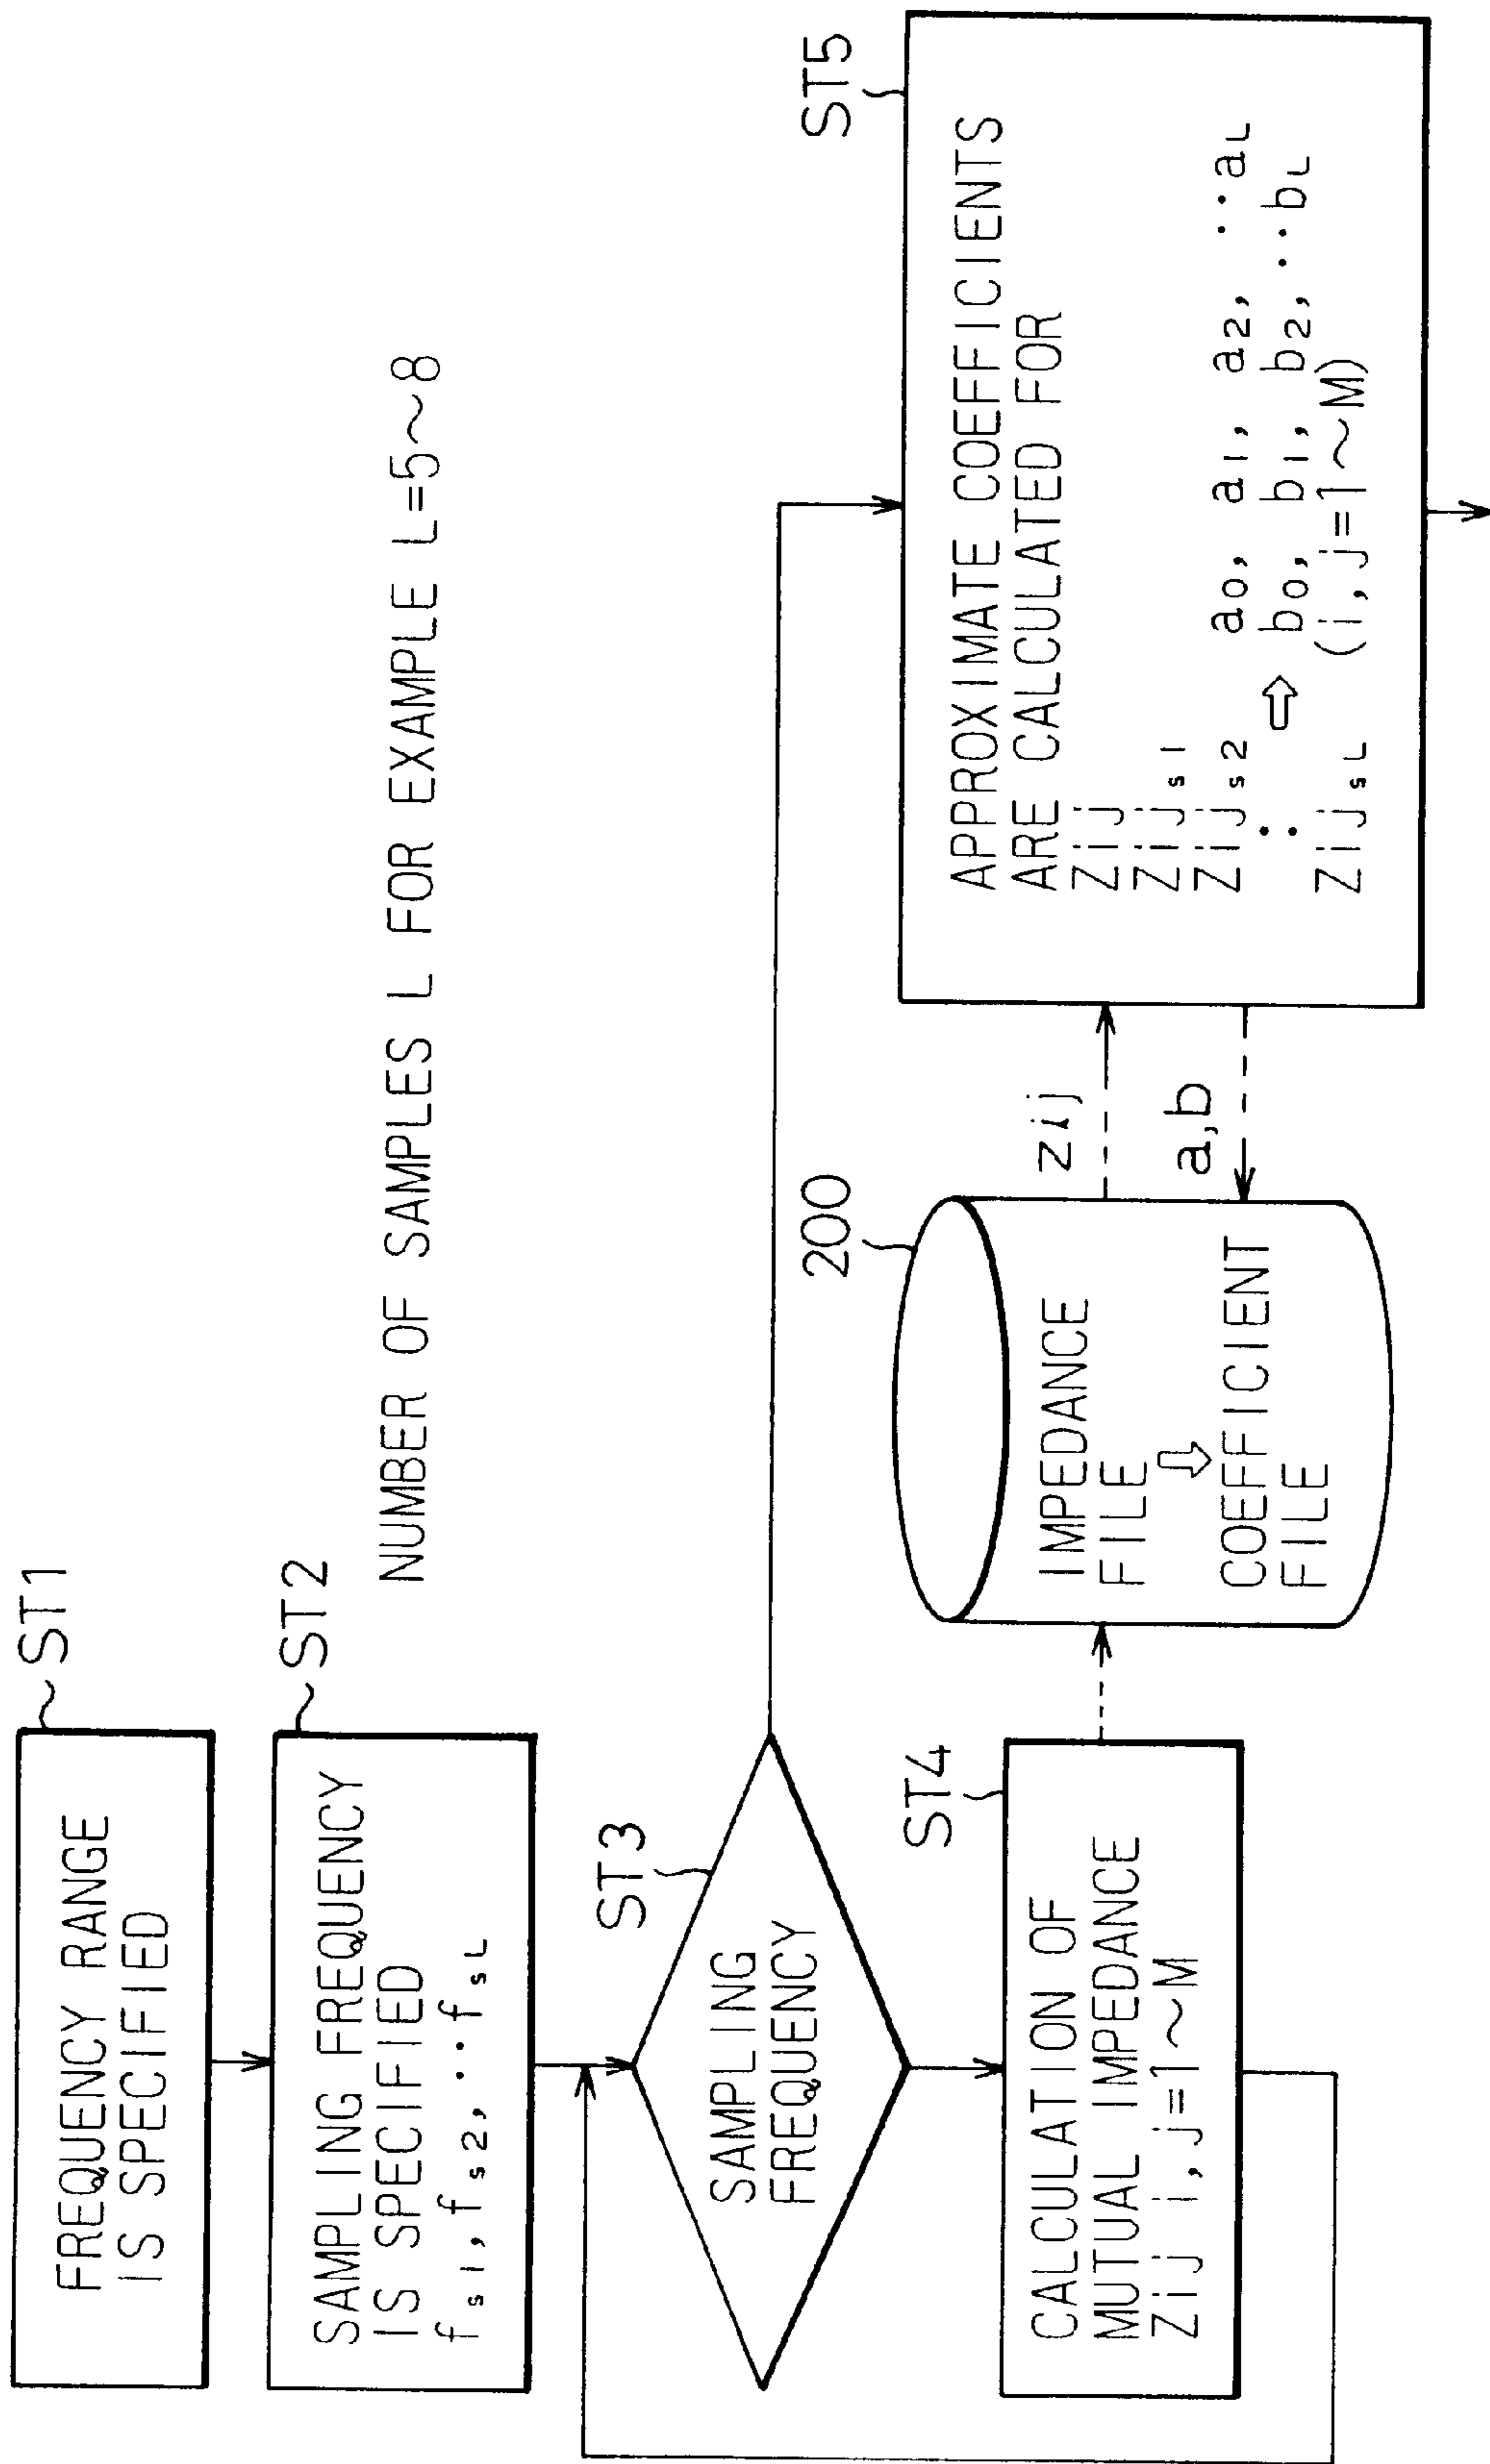 ST1
FREQUENCY RANGE
IS SPECIFIED
ST2
SAMPLING FREQUENCY
IS SPECIFIED
fs1, fs2, ··fsL
NUMBER OF SAMPLES L FOR EXAMPLE L=5~8
ST3
SAMPLING
FREQUENCY
ST4
CALCULATION OF
MUTUAL IMPEDANCE
Zij i,j=1~M
200
IMPEDANCE
FILE
⇨
COEFFICIENT
FILE
zij
a,b
ST5
APPROXIMATE COEFFICIENTS
ARE CALCULATED FOR
Zij
Zijs1
Zijs2 a0, a1, a2, ··aL
: ⇨ b0, b1, b2, ··bL
ZijsL (i,j=1~M)